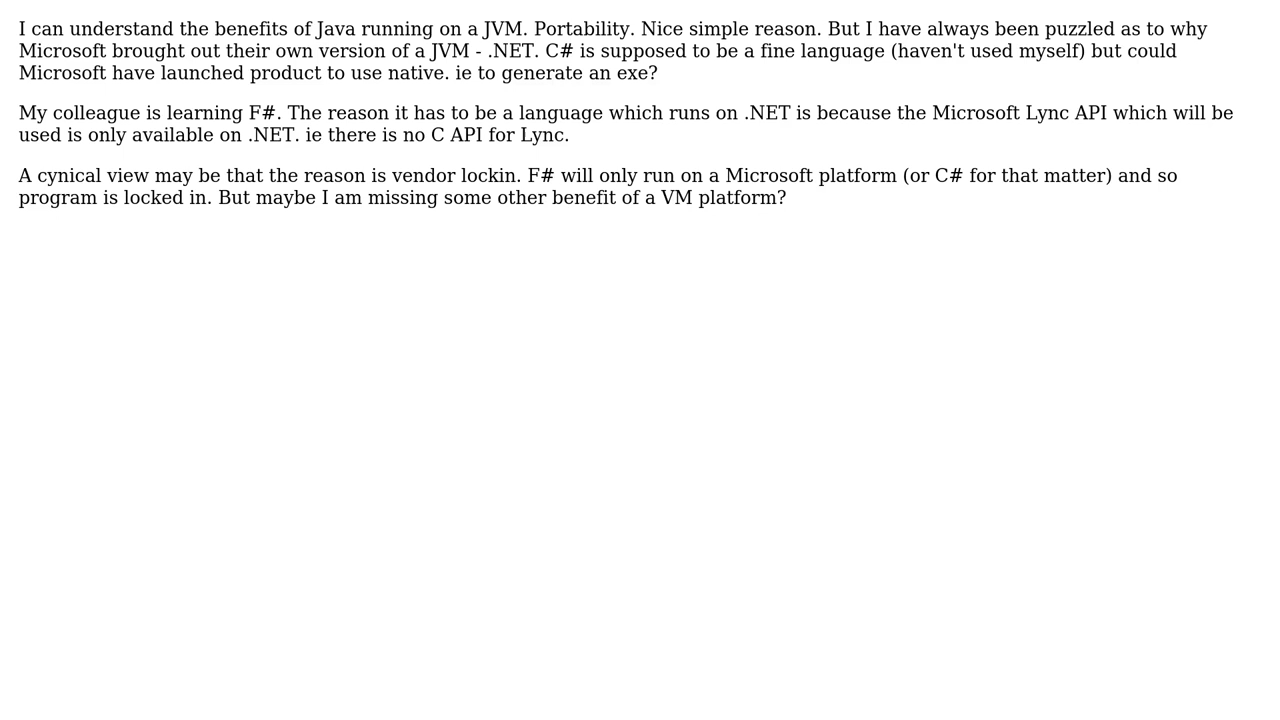 I can understand the benefits of Java running on a JVM. Portability. Nice simple reason. But I have always been puzzled as to why
Microsoft brought out their own version of a JVM - .NET. C# is supposed to be a fine language (haven't used myself) but could
Microsoft have launched product to use native. ie to generate an exe?
My colleague is learning F#. The reason it has to be a language which runs on .NET is because the Microsoft Lync API which will be
used is only available on .NET. ie there is no C API for Lync.
A cynical view may be that the reason is vendor lockin. F# will only run on a Microsoft platform (or C# for that matter) and so
program is locked in. But maybe I am missing some other benefit of a VM platform?